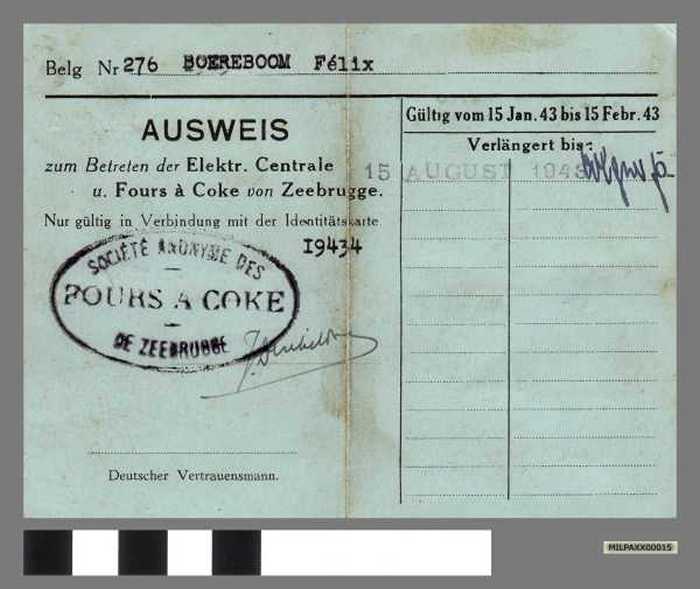 Belg Nr 276 BOEREBOOM Félix
AUSWEIS
zum Betreten der Elektr. Centrale
u. Fours à Coke von Zeebrugge.
Nur gültig in Verbindung mit der Identitätskarte
19434
SOCIÉTÉ ANONYME DES
FOURS A COKE
DE ZEEBRUGGE
Deutscher Vertrauensmann.
Gültig vom 15 Jan. 43 bis 15 Febr. 43
Verlängert bis:
15 AUGUST 1943
MILPAXX00015